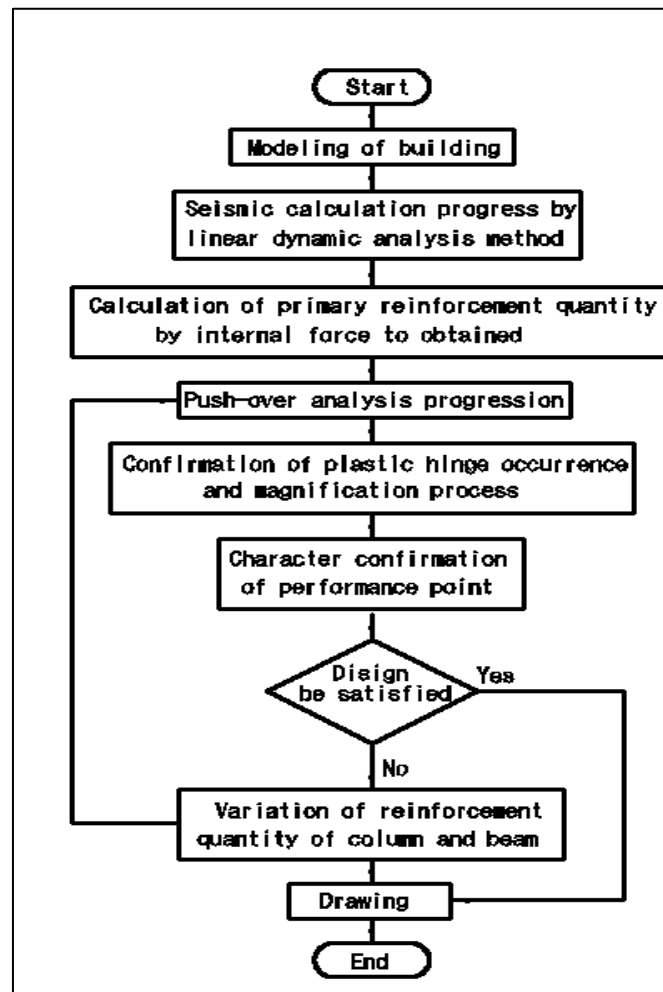 Start
Modeling of building
Seismic calculation progress by
linear dynamic analysis method
Calculation of primary reinforcement quantity
by internal force to obtained
Push-over analysis progression
Confirmation of plastic hinge occurrence
and magnification process
Character confirmation
of performance point
Disign
be satisfied
Yes
No
Variation of reinforcement
quantity of column and beam
Drawing
End